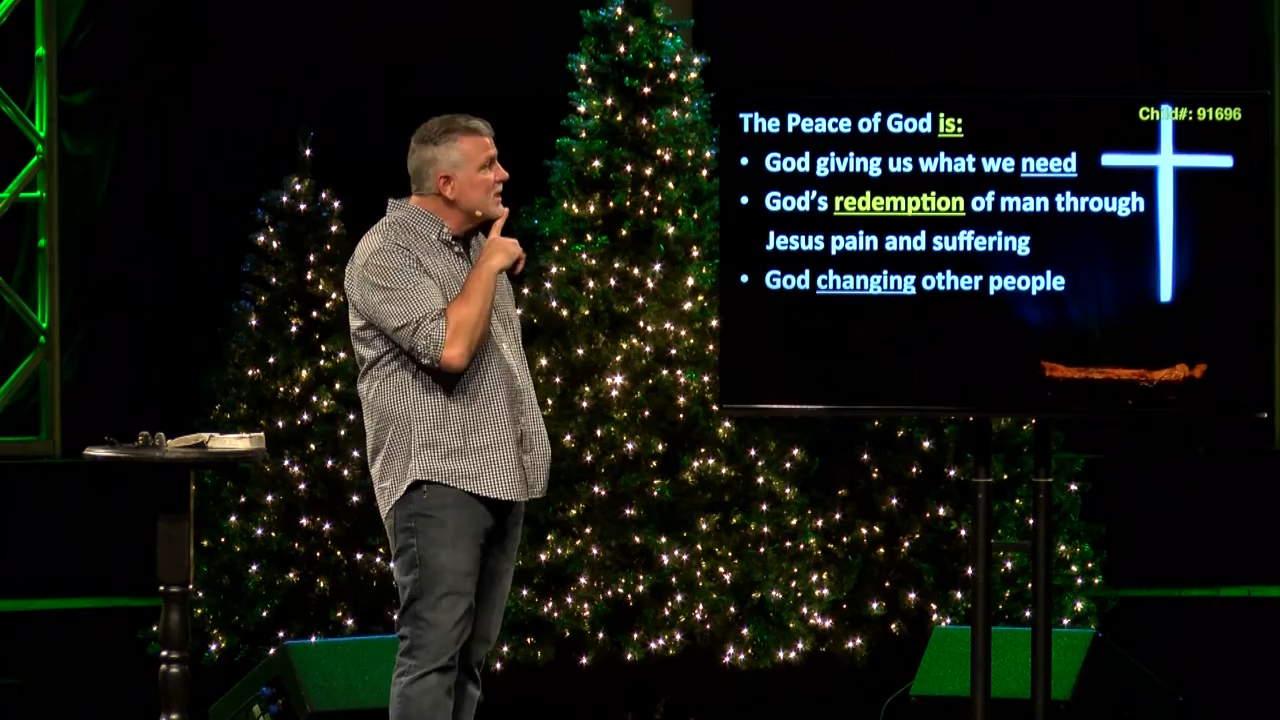 Child#: 91696
The Peace of God is:
• God giving us what we need
• God's redemption of man through
Jesus pain and suffering
• God changing other people